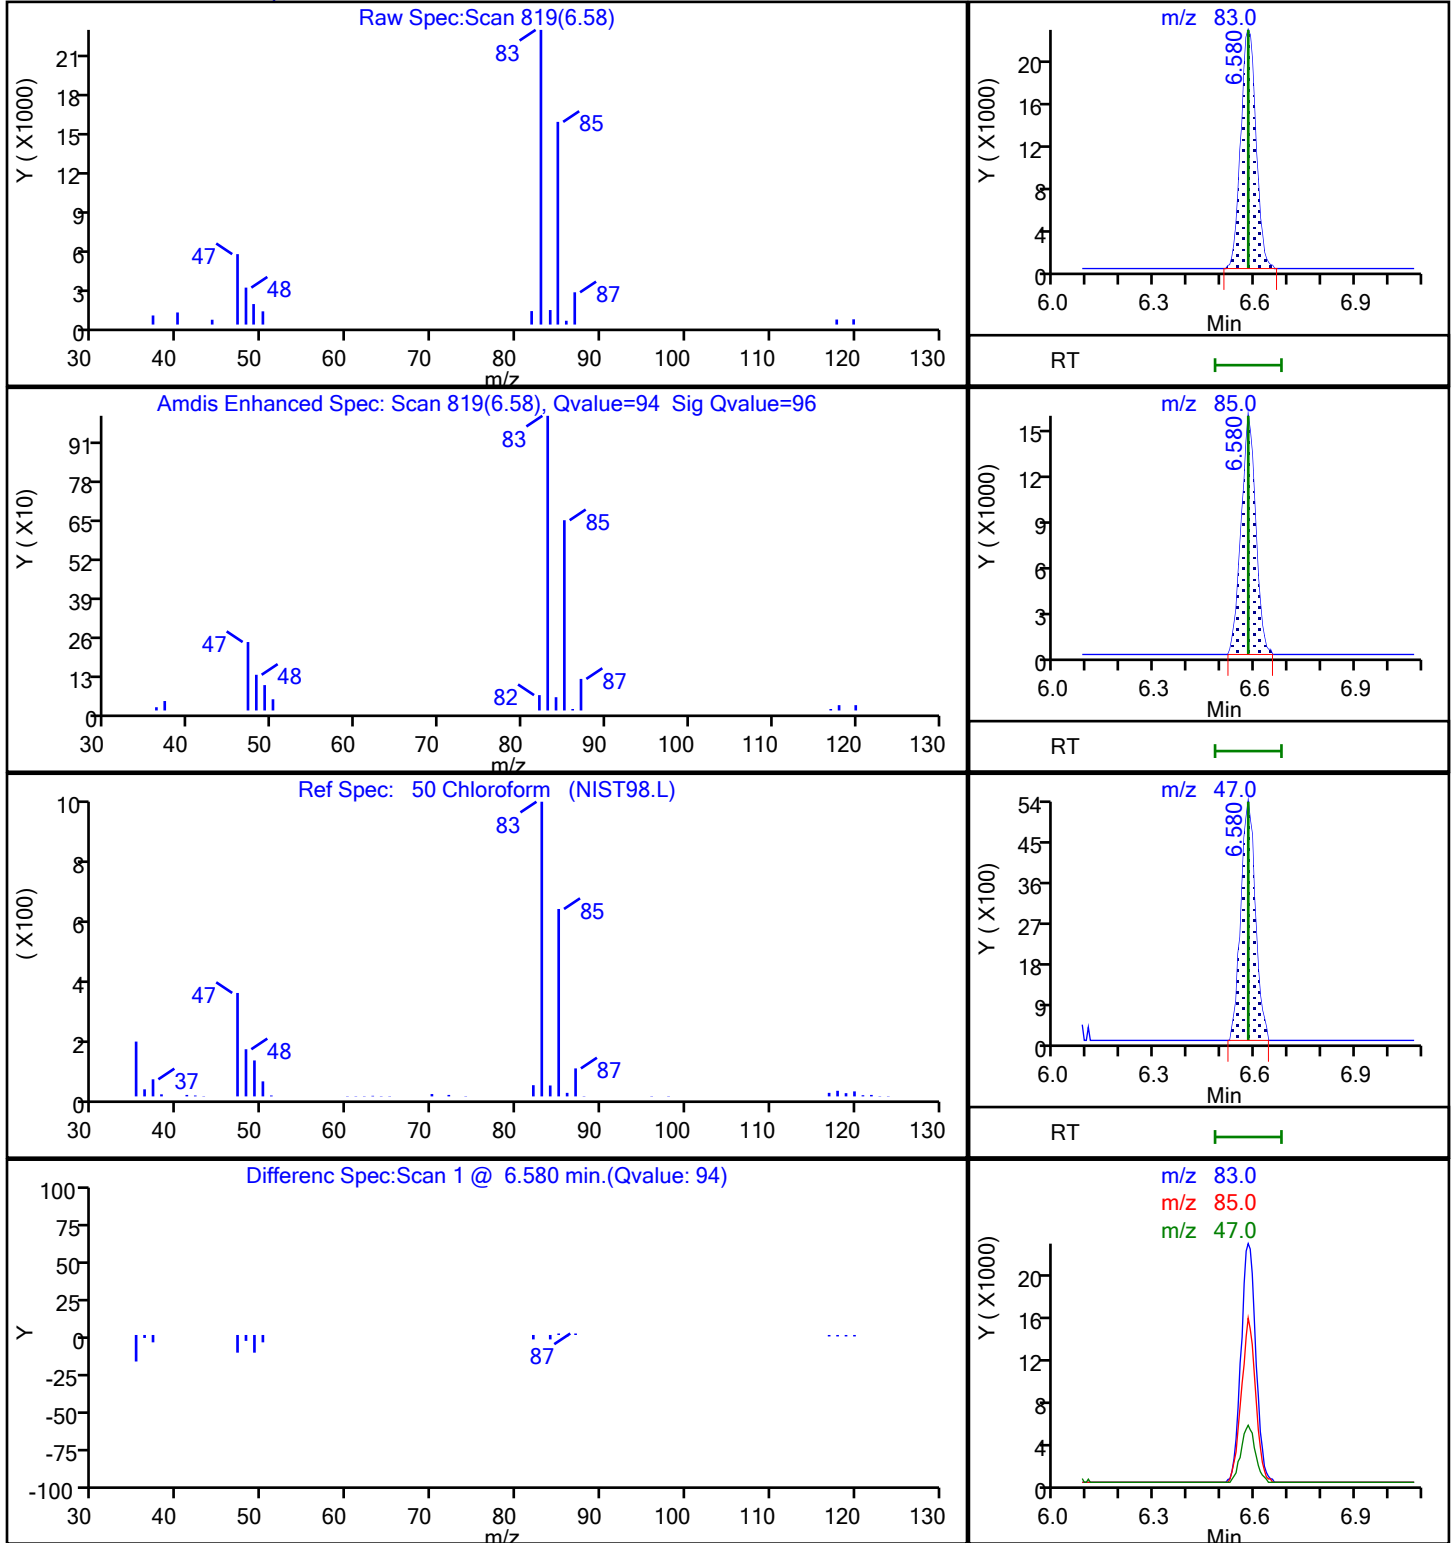 Raw Spec:Scan 819(6.58)
Y ( X1000)
21
18
15
12
9
6
3
0
83
85
47
48
87
30 40 50 60 70 80 90 100 110 120 130
m/z
m/z 83.0
Y ( X1000)
20
16
12
8
4
0
6.580
6.0 6.3 6.6 6.9
Min
RT
Amdis Enhanced Spec: Scan 819(6.58), Qvalue=94 Sig Qvalue=96
Y ( X10)
91
78
65
52
39
26
13
0
83
85
47
48
82
87
30 40 50 60 70 80 90 100 110 120 130
m/z
m/z 85.0
Y ( X1000)
15
12
9
6
3
0
6.580
6.0 6.3 6.6 6.9
Min
RT
Ref Spec: 50 Chloroform (NIST98.L)
( X100)
10
8
6
4
2
0
83
85
47
48
37
87
30 40 50 60 70 80 90 100 110 120 130
m/z 47.0
Y ( X100)
54
45
36
27
18
9
0
6.580
6.0 6.3 6.6 6.9
Min
RT
Differenc Spec:Scan 1 @ 6.580 min.(Qvalue: 94)
Y
100
75
50
25
0
-25
-50
-75
-100
87
30 40 50 60 70 80 90 100 110 120 130
m/z
m/z 83.0
m/z 85.0
m/z 47.0
Y ( X1000)
20
16
12
8
4
0
6.0 6.3 6.6 6.9
Min